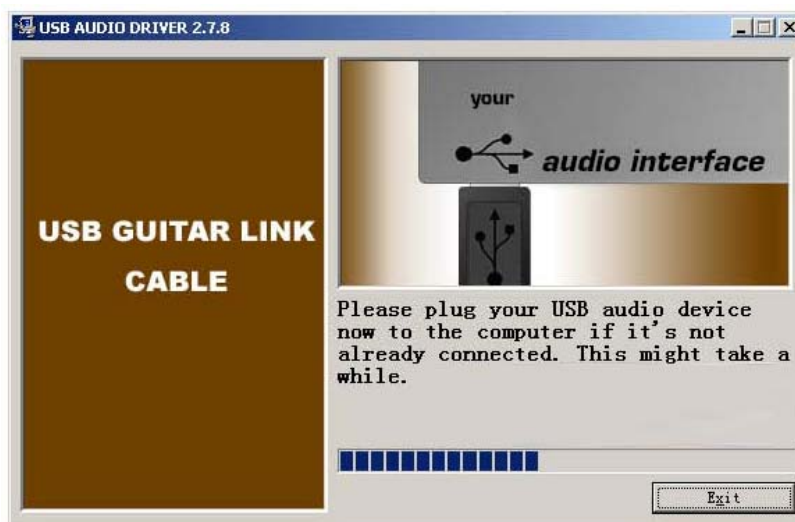 USB AUDIO DRIVER 2.7.8
USB GUITAR LINK
CABLE
your
audio interface
Please plug your USB audio device
now to the computer if it's not
already connected. This might take a
while.
Exit